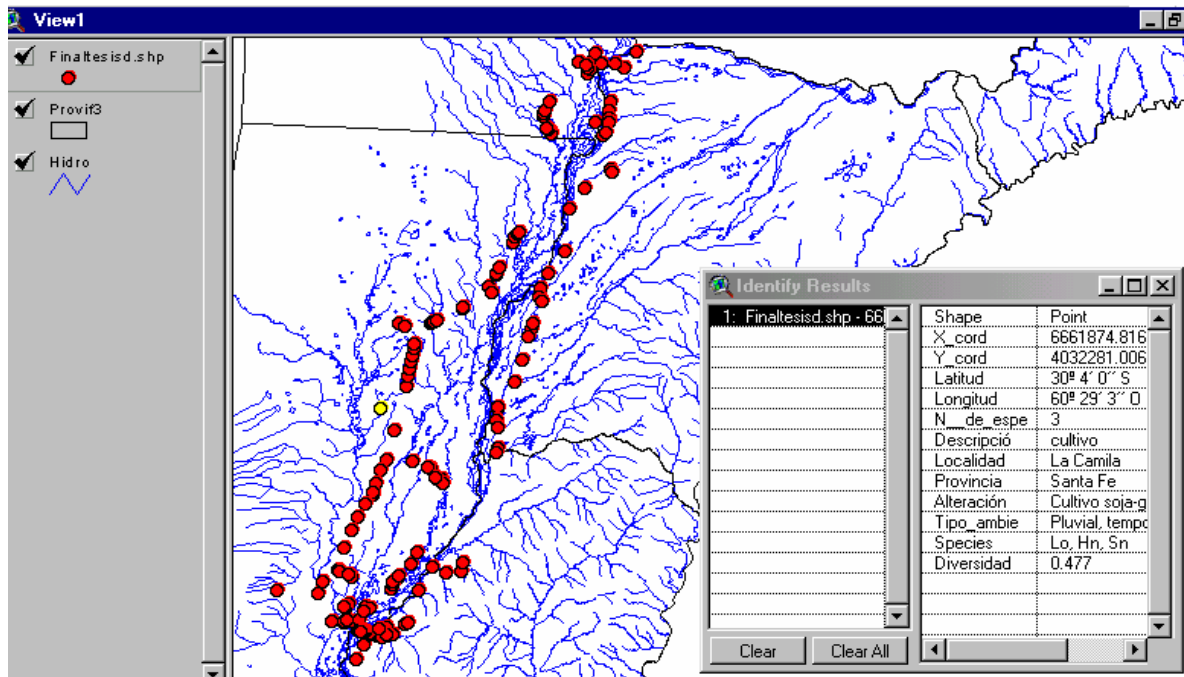 View1
Finaltesisd.shp
Provif3
Hidro
Identify Results
1: Finaltesisd.shp - 66
Shape Point
X_cord 6661874.816
Y_cord 4032281.006
Latitud 30º 4´ 0´´ S
Longitud 60º 29´ 3´´ O
N__de_espe 3
Descripció cultivo
Localidad La Camila
Provincia Santa Fe
Alteración Cultivo soja-g
Tipo_ambie Pluvial, tempo
Species Lo, Hn, Sn
Diversidad 0.477
Clear Clear All